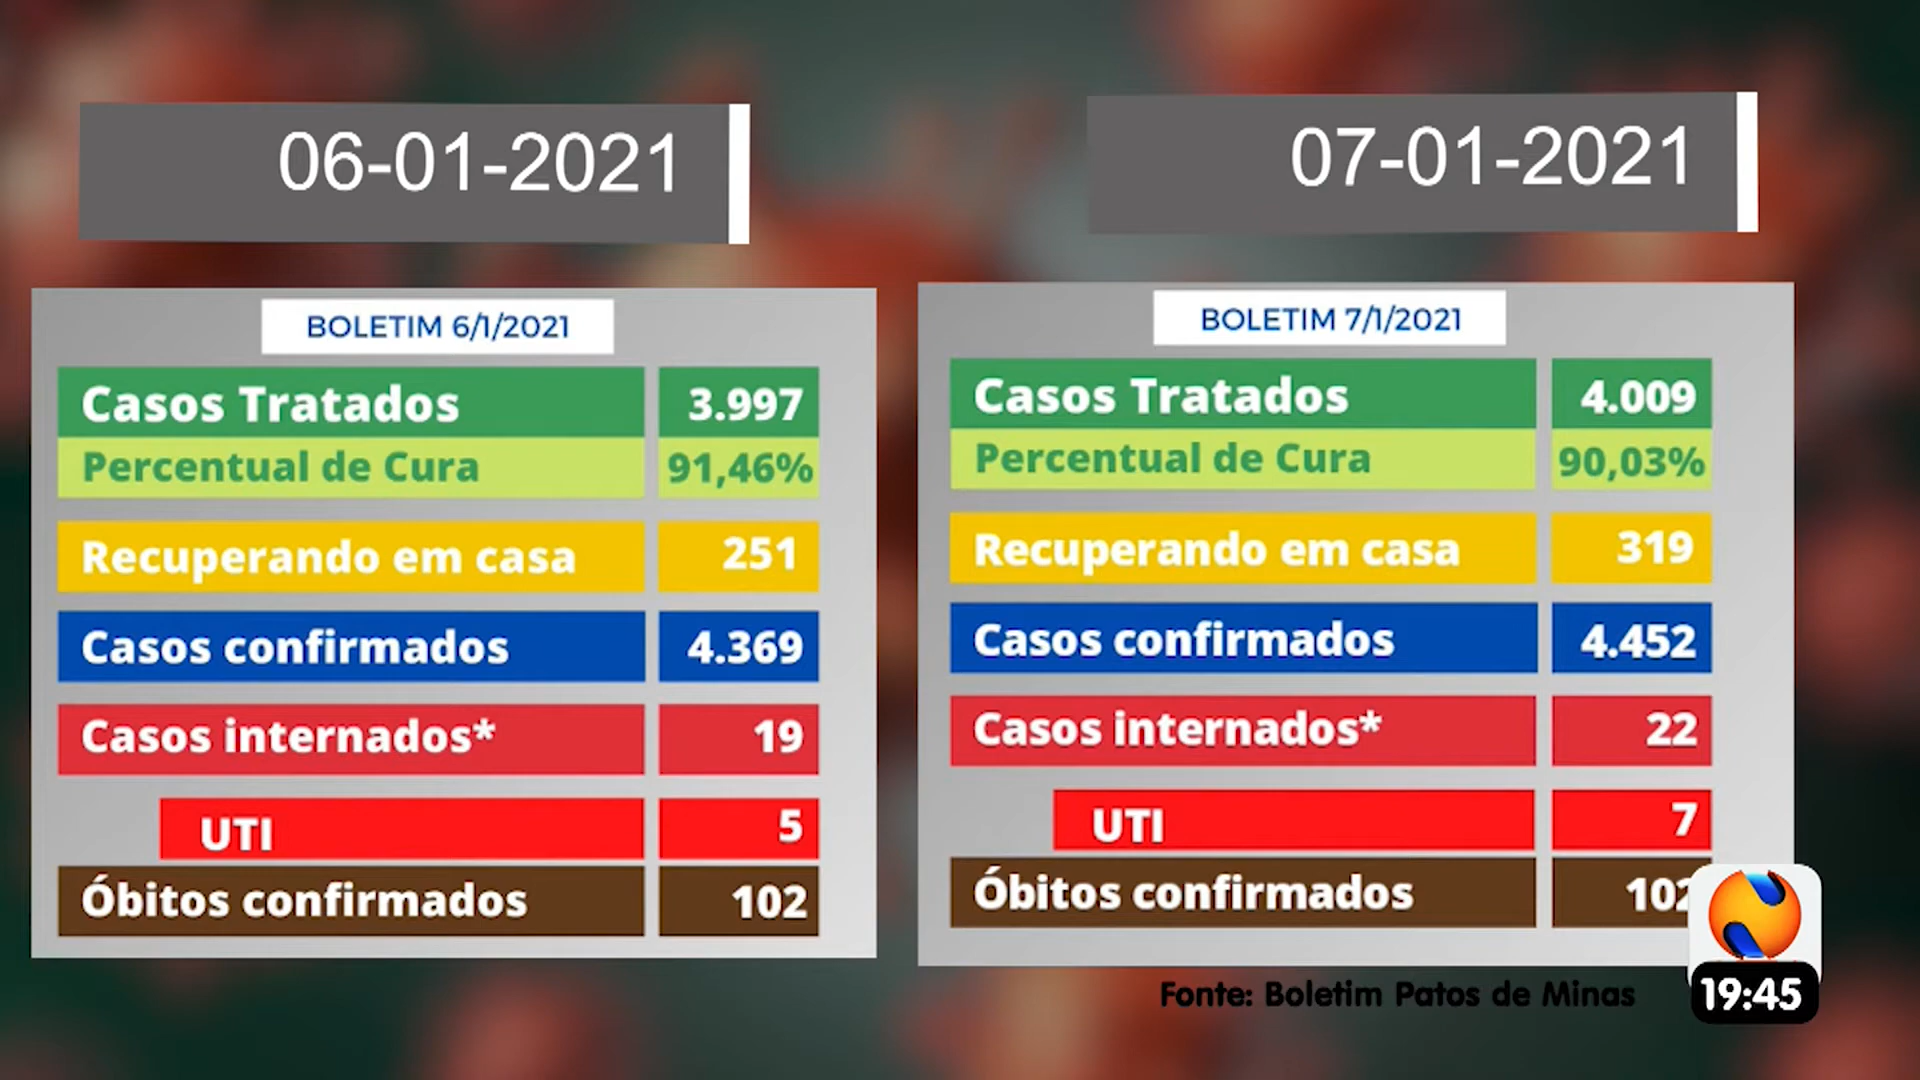 06-01-2021
BOLETIM 6/1/2021
Casos Tratados 3.997
Percentual de Cura 91,46%
Recuperando em casa 251
Casos confirmados 4.369
Casos internados* 19
UTI 5
Óbitos confirmados 102
07-01-2021
BOLETIM 7/1/2021
Casos Tratados 4.009
Percentual de Cura 90,03%
Recuperando em casa 319
Casos confirmados 4.452
Casos internados* 22
UTI 7
Óbitos confirmados 102
Fonte: Boletim Patos de Minas
19:45